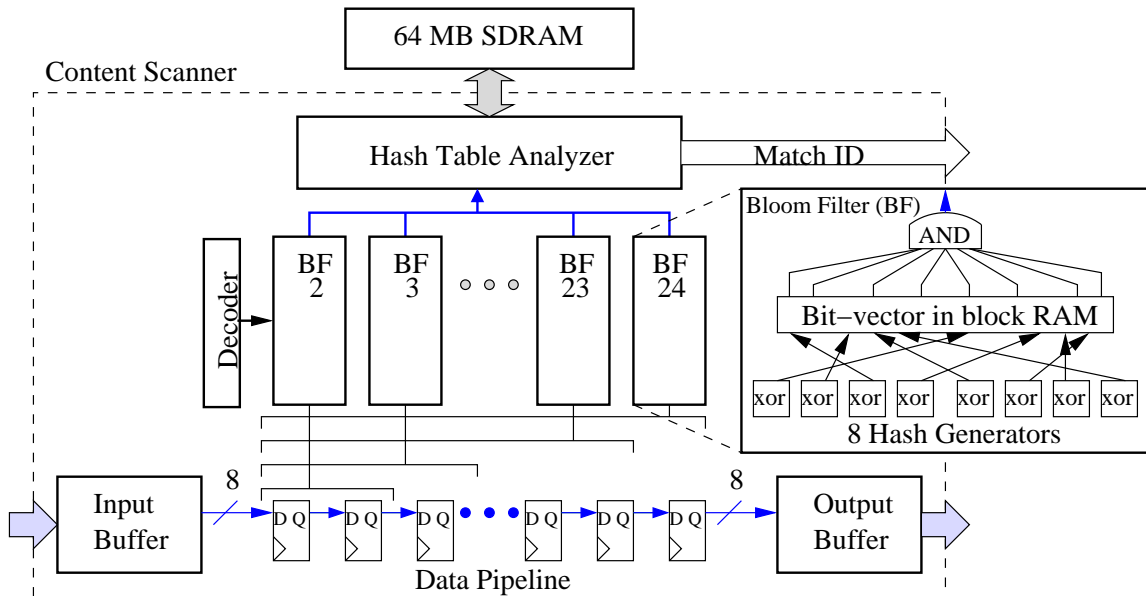 64 MB SDRAM
Content Scanner
Hash Table Analyzer
Match ID
Bloom Filter (BF)
AND
Bit−vector in block RAM
xor xor xor xor xor xor xor xor
8 Hash Generators
Decoder
BF
2
BF
3
BF
23
BF
24
8
8
Input
Buffer
D Q
D Q
D Q
D Q
D Q
D Q
Output
Buffer
Data Pipeline